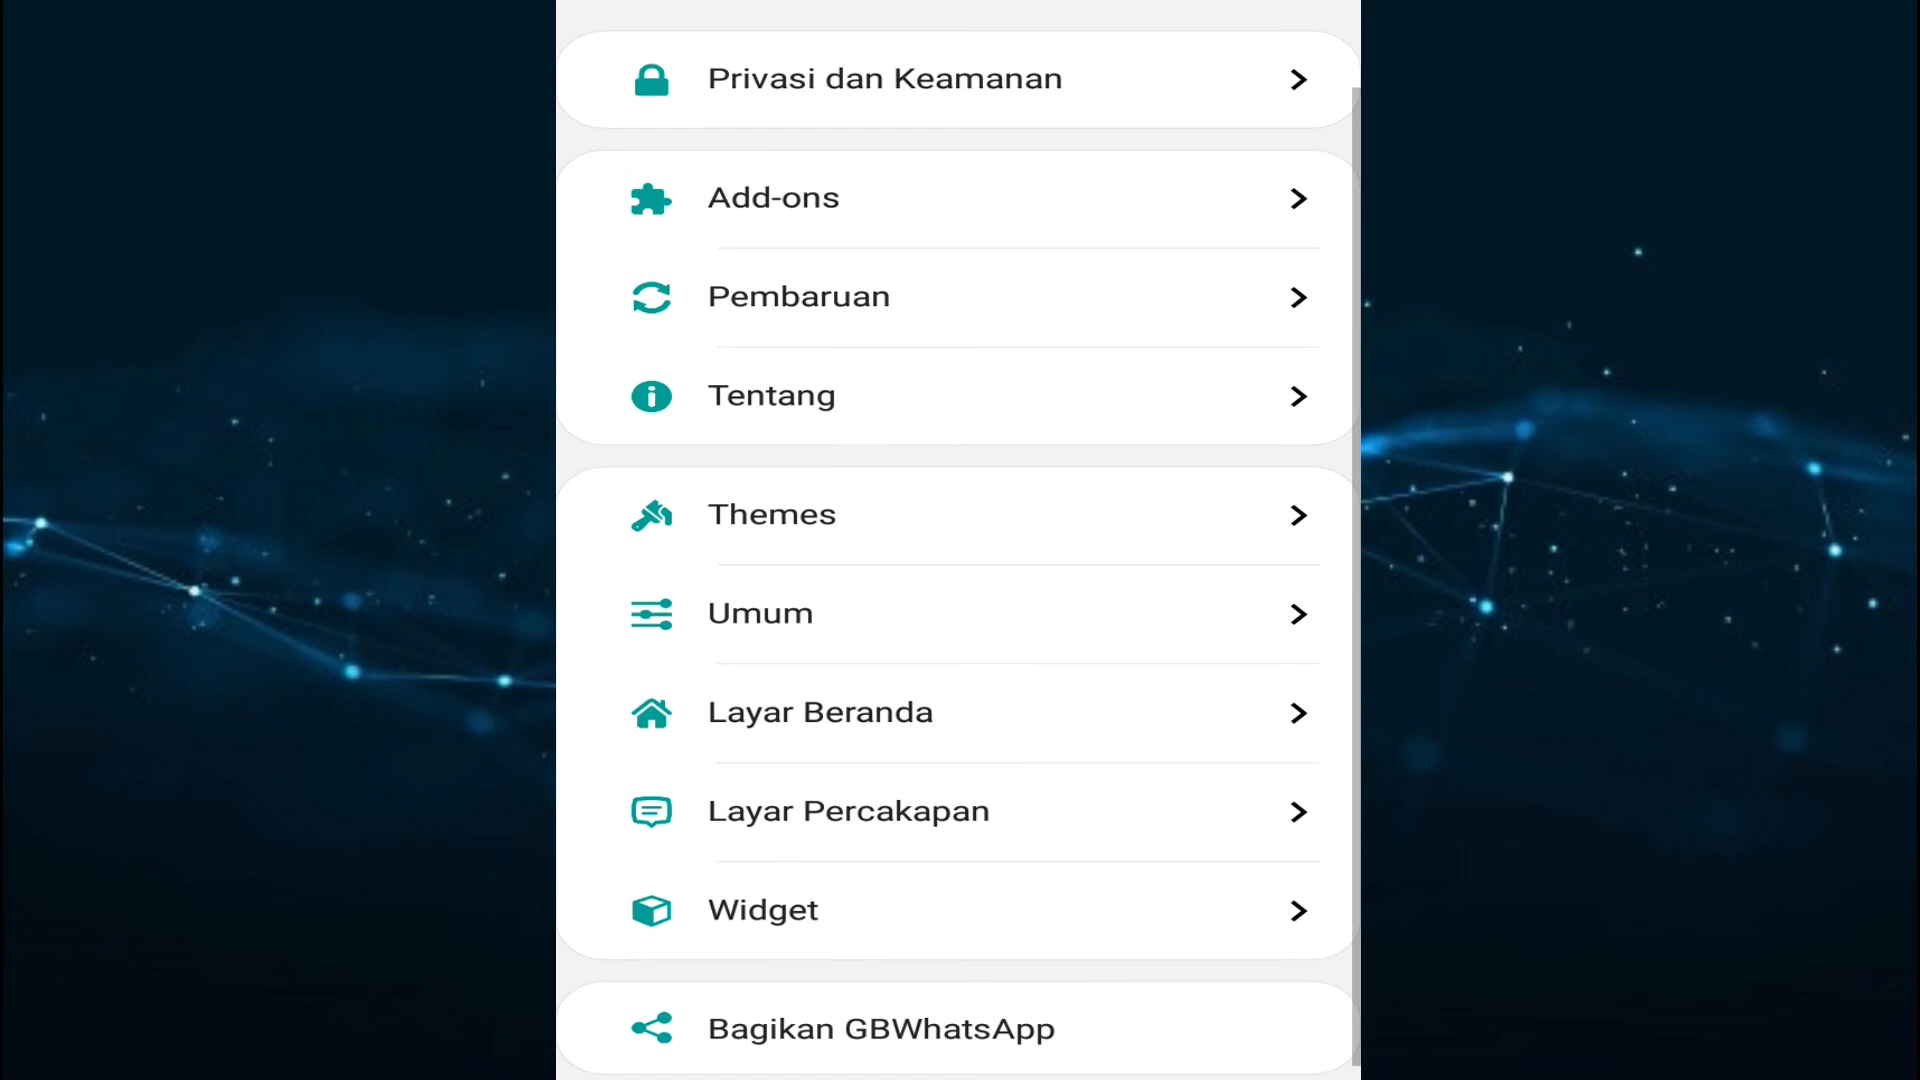 Privasi dan Keamanan
Add-ons
Pembaruan
Tentang
Themes
Umum
Layar Beranda
Layar Percakapan
Widget
Bagikan GBWhatsApp